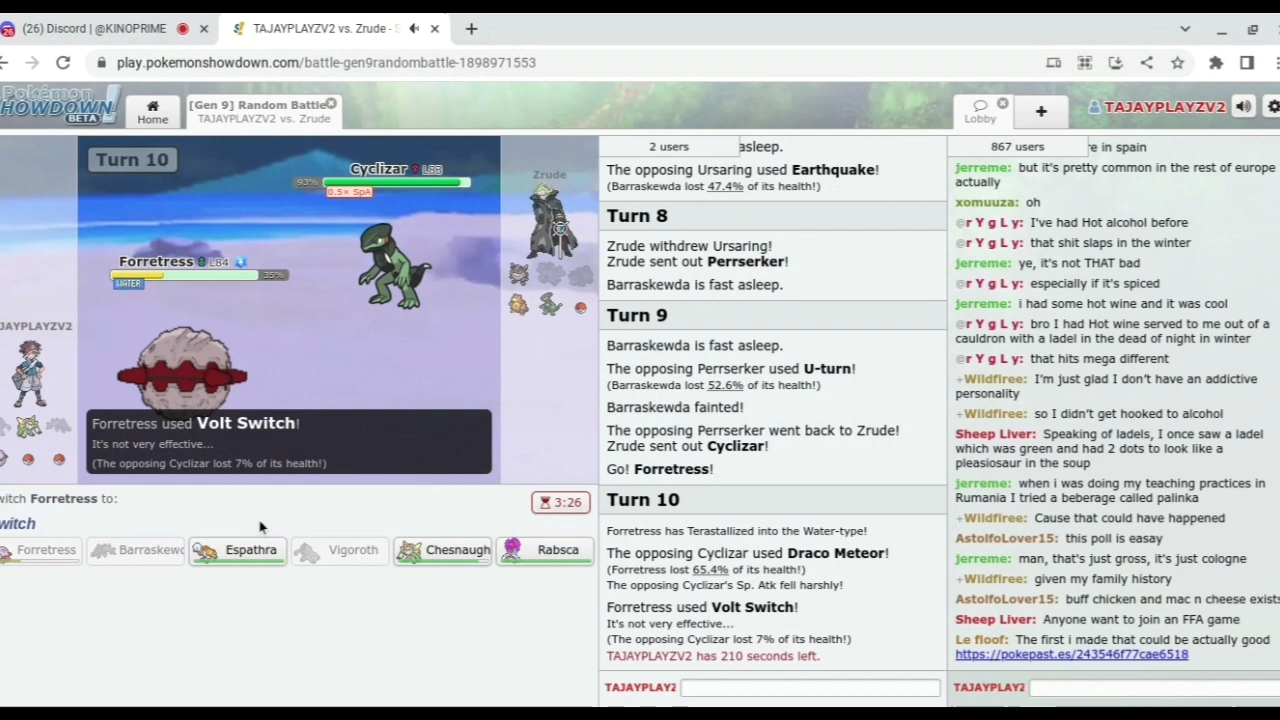 (26) Discord | @KINOPRIME
TAJAYPLAYZV2 vs. Zrude - S
play.pokemonshowdown.com/battle-gen9randombattle-1898971553
Pokémon
HOWDOWN!
BETA
Home
[Gen 9] Random Battle
TAJAYPLAYZV2 vs. Zrude
Lobby
TAJAYPLAYZV2
Turn 10
Cyclizar L83
93%
0.5× SpA
Forretress L84
35%
WATER
Zrude
JAYPLAYZV2
Forretress used Volt Switch!
It's not very effective...
(The opposing Cyclizar lost 7% of its health!)
witch Forretress to:
3:26
witch
Forretress
Barraskewd
Espathra
Vigoroth
Chesnaugh
Rabsca
2 users
asleep.
The opposing Ursaring used Earthquake!
(Barraskewda lost 47.4% of its health!)
Turn 8
Zrude withdrew Ursaring!
Zrude sent out Perrserker!
Barraskewda is fast asleep.
Turn 9
Barraskewda is fast asleep.
The opposing Perrserker used U-turn!
(Barraskewda lost 52.6% of its health!)
Barraskewda fainted!
The opposing Perrserker went back to Zrude!
Zrude sent out Cyclizar!
Go! Forretress!
Turn 10
Forretress has Terastallized into the Water-type!
The opposing Cyclizar used Draco Meteor!
(Forretress lost 65.4% of its health!)
The opposing Cyclizar's Sp. Atk fell harshly!
Forretress used Volt Switch!
It's not very effective...
(The opposing Cyclizar lost 7% of its health!)
TAJAYPLAYZV2 has 210 seconds left.
TAJAYPLAYZ
867 users
e in spain
jerreme: but it's pretty common in the rest of europe
actually
xomuuza: oh
@r Y g L y: I've had Hot alcohol before
@r Y g L y: that shit slaps in the winter
jerreme: ye, it's not THAT bad
@r Y g L y: especially if it's spiced
jerreme: i had some hot wine and it was cool
@r Y g L y: bro I had Hot wine served to me out of a
cauldron with a ladel in the dead of night in winter
@r Y g L y: that hits mega different
+Wildfiree: I'm just glad I don't have an addictive
personality
+Wildfiree: so I didn't get hooked to alcohol
Sheep Liver: Speaking of ladels, I once saw a ladel
which was green and had 2 dots to look like a
pleasiosaur in the soup
jerreme: when i was doing my teaching practices in
Rumania I tried a beberage called palinka
+Wildfiree: Cause that could have happened
AstolfoLover15: this poll is eassy
jerreme: man, that's just gross, it's just cologne
+Wildfiree: given my family history
AstolfoLover15: buff chicken and mac n cheese exists
Sheep Liver: Anyone want to join an FFA game
Le floof: The first i made that could be actually good
https://pokepast.es/243546f77cae6518
TAJAYPLAYZ